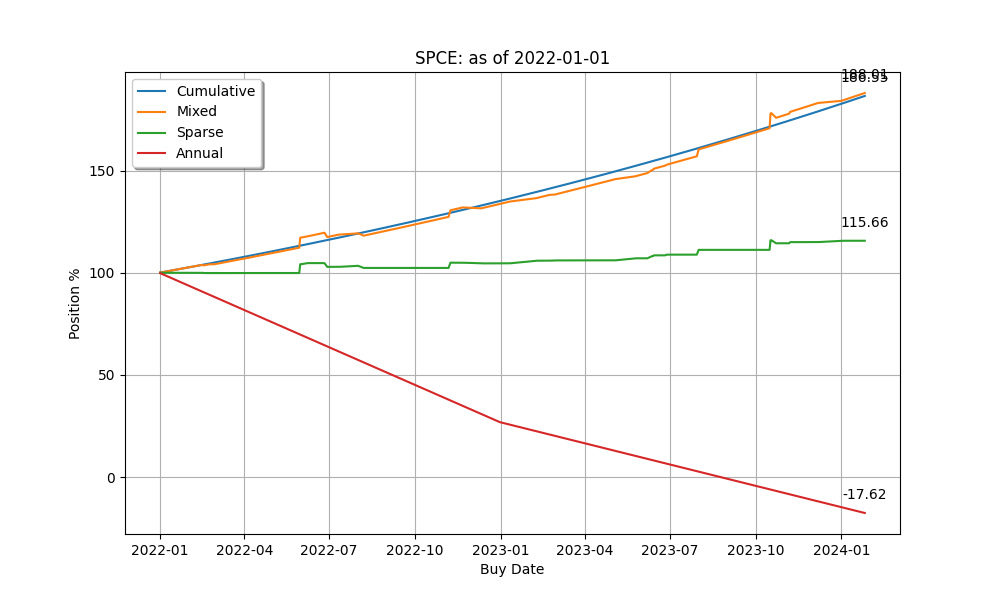 SPCE: as of 2022-01-01
Cumulative
Mixed
Sparse
Annual
188.01
115.66
-17.62
150
100
50
0
Position %
2022-01
2022-04
2022-07
2022-10
2023-01
2023-04
2023-07
2023-10
2024-01
Buy Date